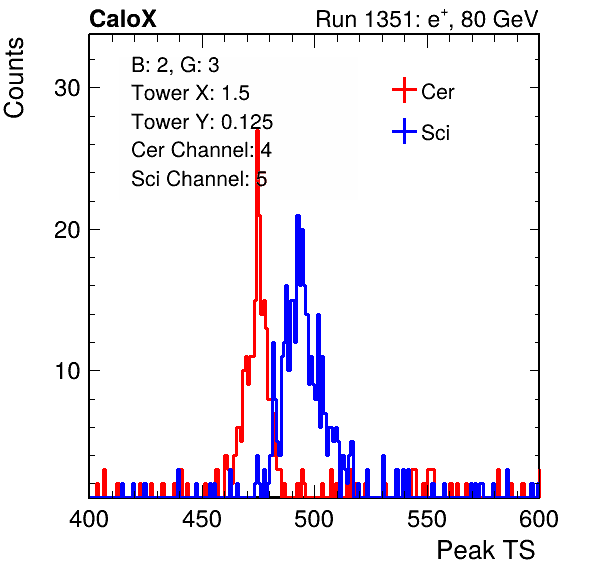 CaloX Run 1351: e+, 80 GeV
Counts
B: 2, G: 3
Tower X: 1.5
Tower Y: 0.125
Cer Channel: 4
Sci Channel: 5
Cer
Sci
30
20
10
400 450 500 550 600
Peak TS